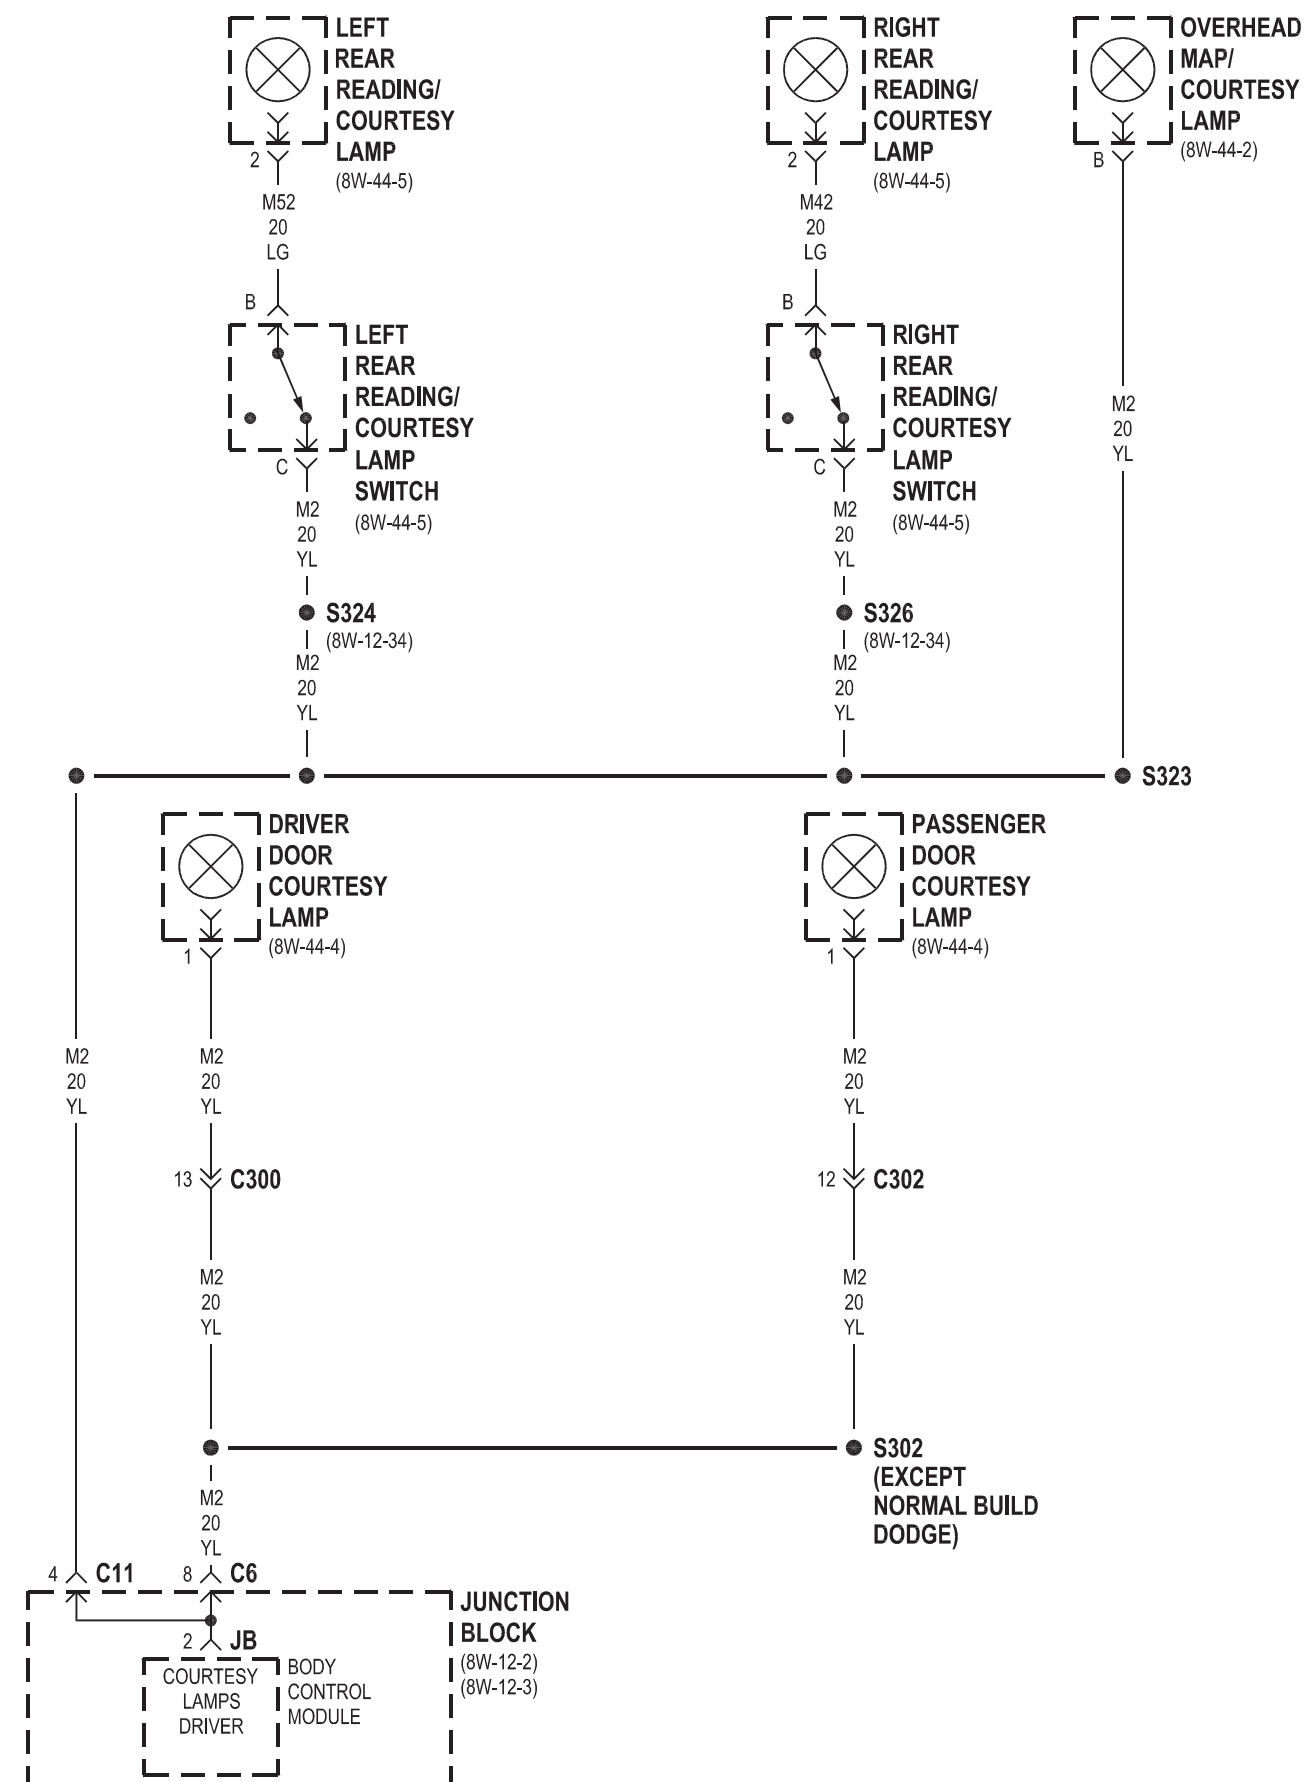 LEFT
REAR
READING/
COURTESY
LAMP
(8W-44-5)
2
M52
20
LG
B
LEFT
REAR
READING/
COURTESY
LAMP
SWITCH
(8W-44-5)
C
M2
20
YL
S324
(8W-12-34)
M2
20
YL
RIGHT
REAR
READING/
COURTESY
LAMP
(8W-44-5)
2
M42
20
LG
B
RIGHT
REAR
READING/
COURTESY
LAMP
SWITCH
(8W-44-5)
C
M2
20
YL
S326
(8W-12-34)
M2
20
YL
OVERHEAD
MAP/
COURTESY
LAMP
(8W-44-2)
B
M2
20
YL
S323
DRIVER
DOOR
COURTESY
LAMP
(8W-44-4)
1
M2
20
YL
M2
20
YL
13 C300
M2
20
YL
PASSENGER
DOOR
COURTESY
LAMP
(8W-44-4)
1
M2
20
YL
12 C302
M2
20
YL
S302
(EXCEPT
NORMAL BUILD
DODGE)
M2
20
YL
4 C11
8 C6
JUNCTION
BLOCK
(8W-12-2)
(8W-12-3)
2 JB
COURTESY
LAMPS
DRIVER
BODY
CONTROL
MODULE